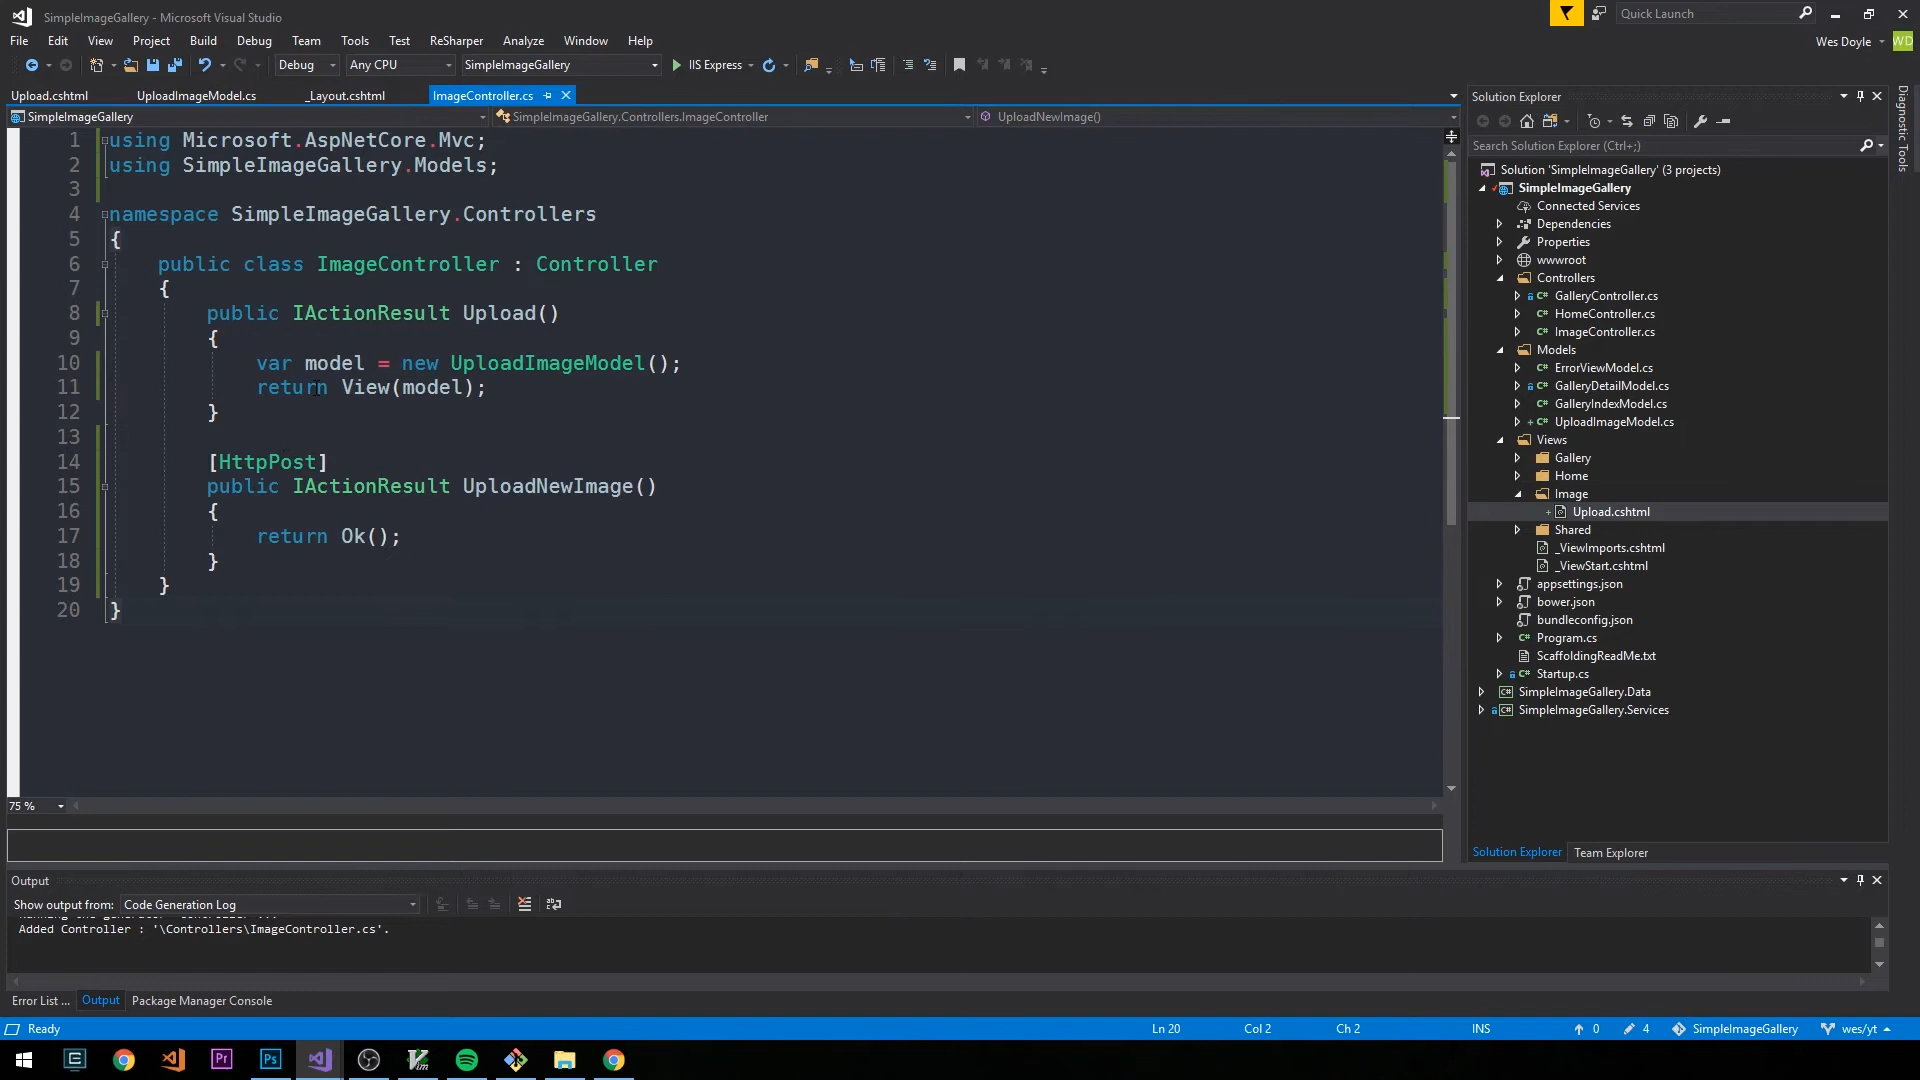 SimpleImageGallery - Microsoft Visual Studio
Quick Launch
File Edit View Project Build Debug Team Tools Test ReSharper Analyze Window Help
Wes Doyle WD
Debug Any CPU SimpleImageGallery IIS Express
Upload.cshtml UploadImageModel.cs _Layout.cshtml ImageController.cs
SimpleImageGallery SimpleImageGallery.Controllers.ImageController UploadNewImage()
1 using Microsoft.AspNetCore.Mvc;
2 using SimpleImageGallery.Models;
3
4 namespace SimpleImageGallery.Controllers
5 {
6 public class ImageController : Controller
7 {
8 public IActionResult Upload()
9 {
10 var model = new UploadImageModel();
11 return View(model);
12 }
13
14 [HttpPost]
15 public IActionResult UploadNewImage()
16 {
17 return Ok();
18 }
19 }
20 }
75 %
Solution Explorer
Search Solution Explorer (Ctrl+;)
Solution 'SimpleImageGallery' (3 projects)
SimpleImageGallery
Connected Services
Dependencies
Properties
wwwroot
Controllers
C# GalleryController.cs
C# HomeController.cs
C# ImageController.cs
Models
C# ErrorViewModel.cs
C# GalleryDetailModel.cs
C# GalleryIndexModel.cs
+ C# UploadImageModel.cs
Views
Gallery
Home
Image
+ Upload.cshtml
Shared
_ViewImports.cshtml
_ViewStart.cshtml
appsettings.json
bower.json
bundleconfig.json
C# Program.cs
ScaffoldingReadMe.txt
C# Startup.cs
C# SimpleImageGallery.Data
C# SimpleImageGallery.Services
Solution Explorer Team Explorer
Diagnostic Tools
Output
Show output from: Code Generation Log
Added Controller : '\Controllers\ImageController.cs'.
Error List ... Output Package Manager Console
Ready Ln 20 Col 2 Ch 2 INS 0 4 SimpleImageGallery wes/yt
Pr Ps Vim